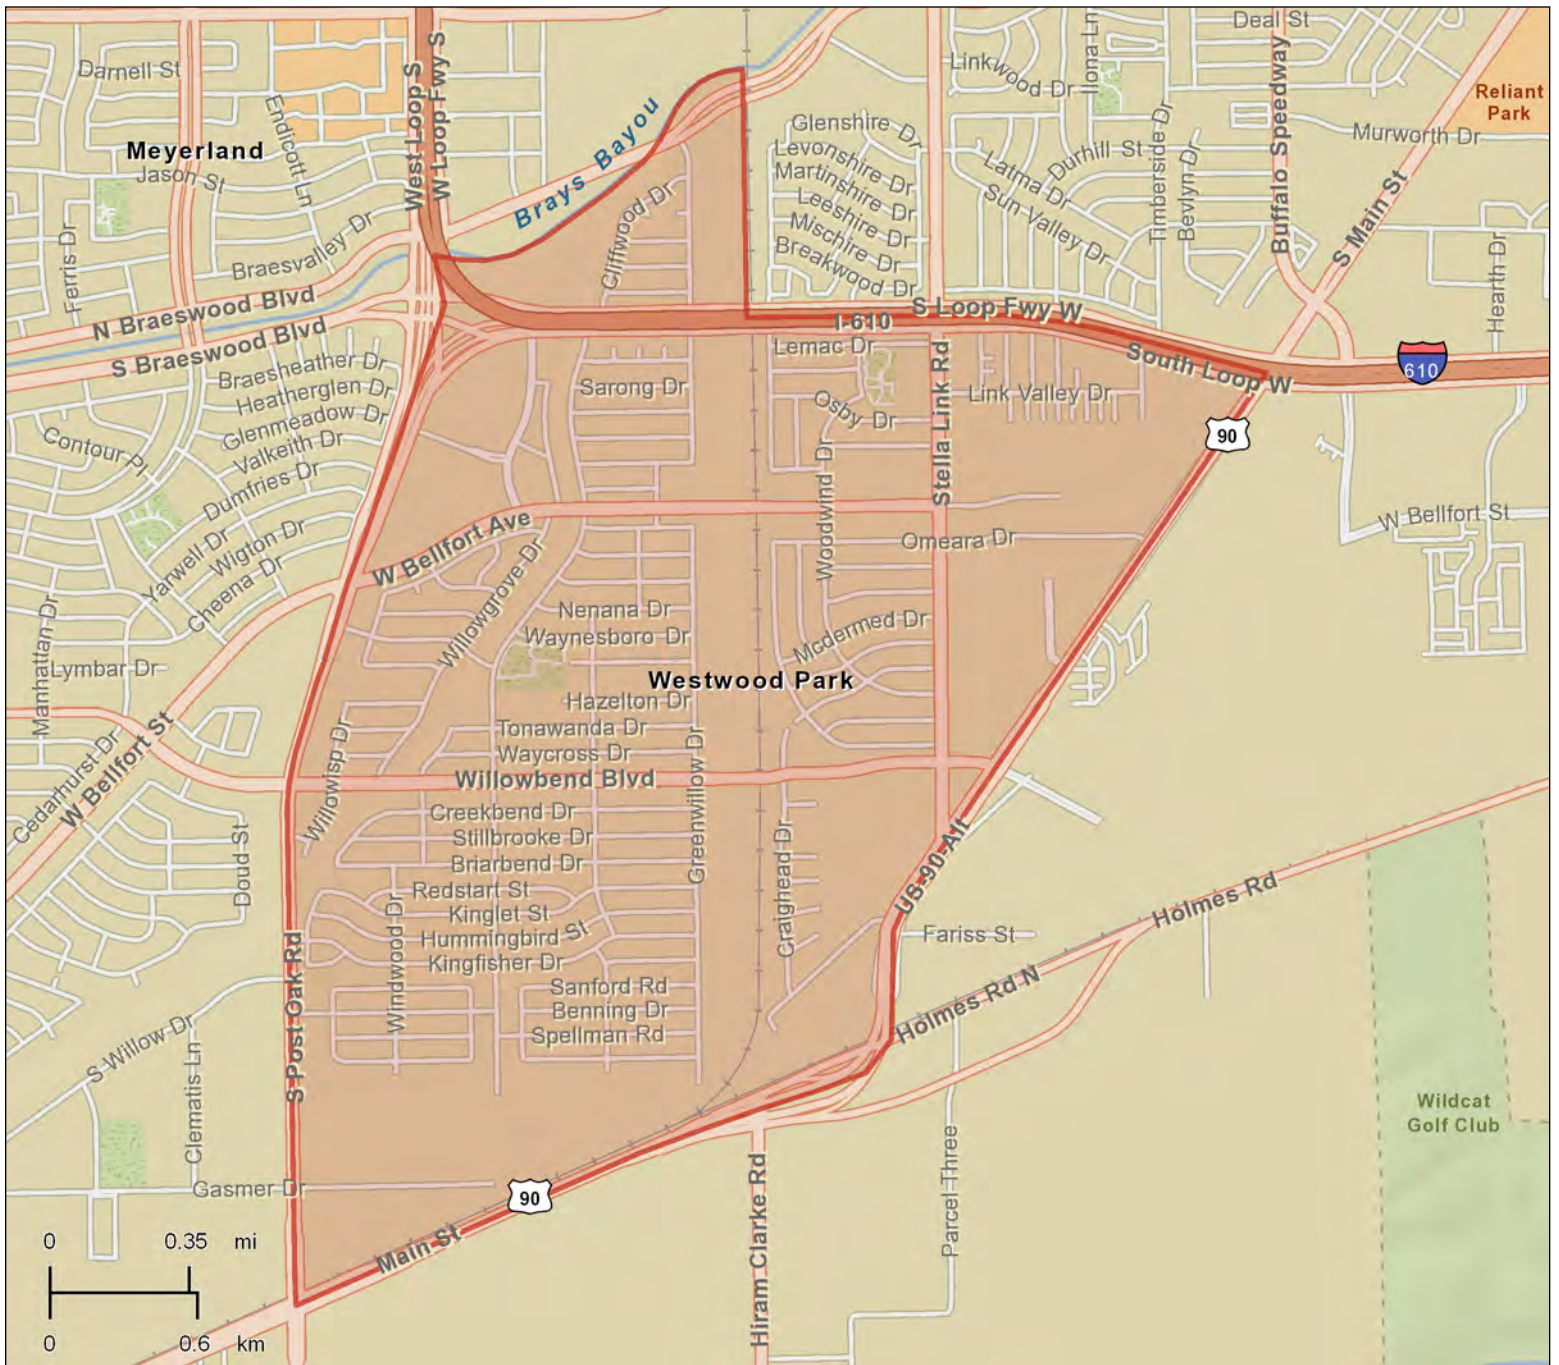 Deal St
Darnell St
West Loop S
W Loop Fwy S
Linkwood Dr
Ilona Ln
Buffalo Speedway
Reliant
Park
Endicott Ln
Meyerland
Jason St
Brays Bayou
Glenshire Dr
Levonshire Dr
Martinshire Dr
Leeshire Dr
Mischire Dr
Breakwood Dr
Latma Dr
Durhill St
Sun Valley Dr
Timberside Dr
Bevlyn Dr
Murworth Dr
S Main St
Ferris Dr
Braesvalley Dr
Cliffwood Dr
Hearth Dr
N Braeswood Blvd
S Braeswood Blvd
S Loop Fwy W
I-610
South Loop W
610
90
Braesheather Dr
Heatherglen Dr
Glenmeadow Dr
Valkeith Dr
Dumfries Dr
Contour Pl
Yarwell Dr
Wigton Dr
Cheena Dr
Sarong Dr
Lemac Dr
Osby Dr
Stella Link Rd
Link Valley Dr
Woodwind Dr
W Bellfort St
W Bellfort Ave
Omeara Dr
Willowgrove Dr
Nenana Dr
Waynesboro Dr
Mcdermed Dr
Manhattan Dr
Lymbar Dr
Westwood Park
Hazelton Dr
Tonawanda Dr
Waycross Dr
Willowbend Blvd
Willowisp Dr
Greenwillow Dr
Cedarhurst Dr
W Bellfort St
Doud St
Creekbend Dr
Stillbrooke Dr
Briarbend Dr
Redstart St
Kinglet St
Hummingbird St
Kingfisher Dr
Windwood Dr
Craighead Dr
US-90-Alt
Fariss St
Holmes Rd
Holmes Rd N
Sanford Rd
Benning Dr
Spellman Rd
S Post Oak Rd
S Willow Dr
Clematis Ln
Gasmer Dr
90
Main St
Hiram Clarke Rd
Parcel Three
Wildcat
Golf Club
0 0.35 mi
0 0.6 km